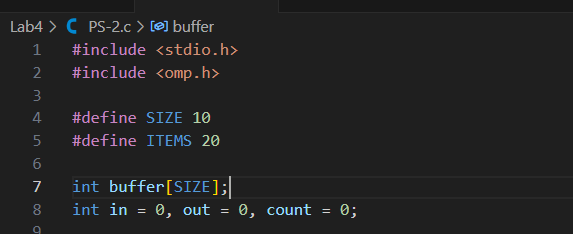 Lab4 > C PS-2.c > buffer
1 #include <stdio.h>
2 #include <omp.h>
3
4 #define SIZE 10
5 #define ITEMS 20
6
7 int buffer[SIZE];
8 int in = 0, out = 0, count = 0;
9